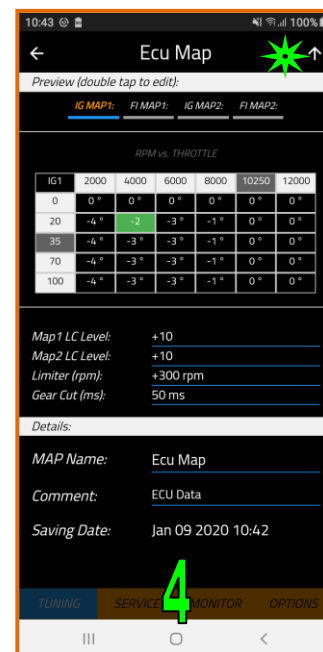 10:43 100%
Ecu Map
Preview (double tap to edit):
IG MAP1: FI MAP1: IG MAP2: FI MAP2:
RPM vs. THROTTLE
IG1 2000 4000 6000 8000 10250 12000
0 0 ° 0 ° 0 ° 0 ° 0 ° 0 °
20 -4 ° -2 -3 ° -1 ° 0 ° 0 °
35 -4 ° -3 ° -3 ° -1 ° 0 ° 0 °
70 -4 ° -3 ° -3 ° -1 ° 0 ° 0 °
100 -4 ° -3 ° -3 ° -1 ° 0 ° 0 °
Map1 LC Level: +10
Map2 LC Level: +10
Limiter (rpm): +300 rpm
Gear Cut (ms): 50 ms
Details:
MAP Name: Ecu Map
Comment: ECU Data
Saving Date: Jan 09 2020 10:42
4
TUNING SERVICE MONITOR OPTIONS